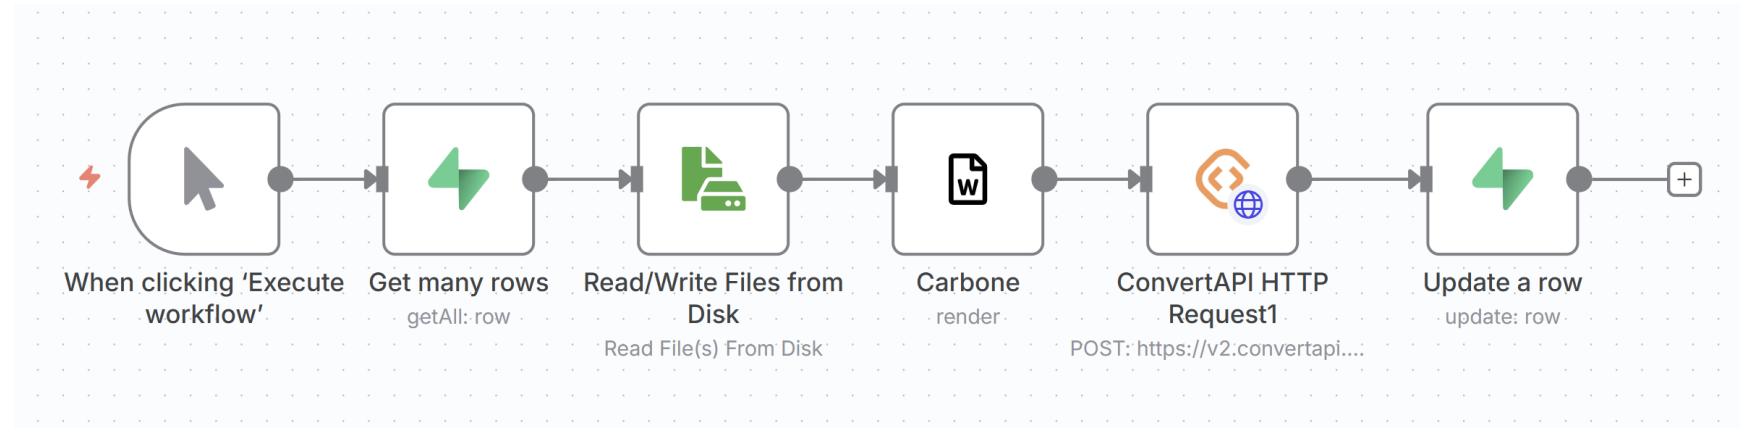 When clicking ‘Execute
workflow’
Get many rows
getAll: row
Read/Write Files from
Disk
Read File(s) From Disk
W
Carbone
render
ConvertAPI HTTP
Request1
POST: https://v2.convertapi....
Update a row
update: row